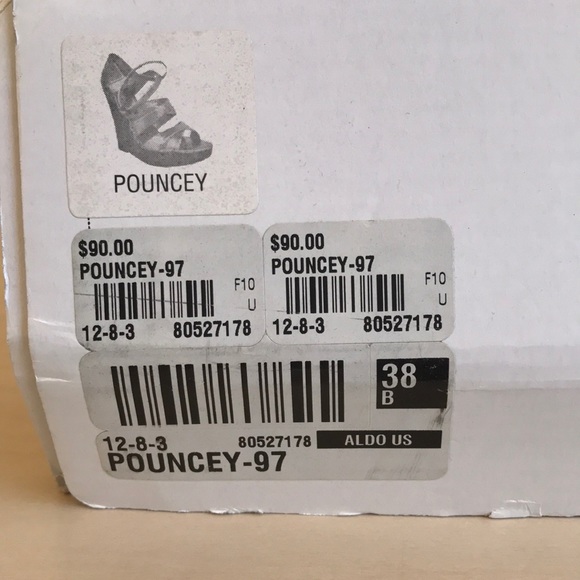 POUNCEY
$90.00
POUNCEY-97
F10
U
12-8-3 80527178
$90.00
POUNCEY-97
F10
U
12-8-3 80527178
38
B
12-8-3 80527178 ALDO US
POUNCEY-97